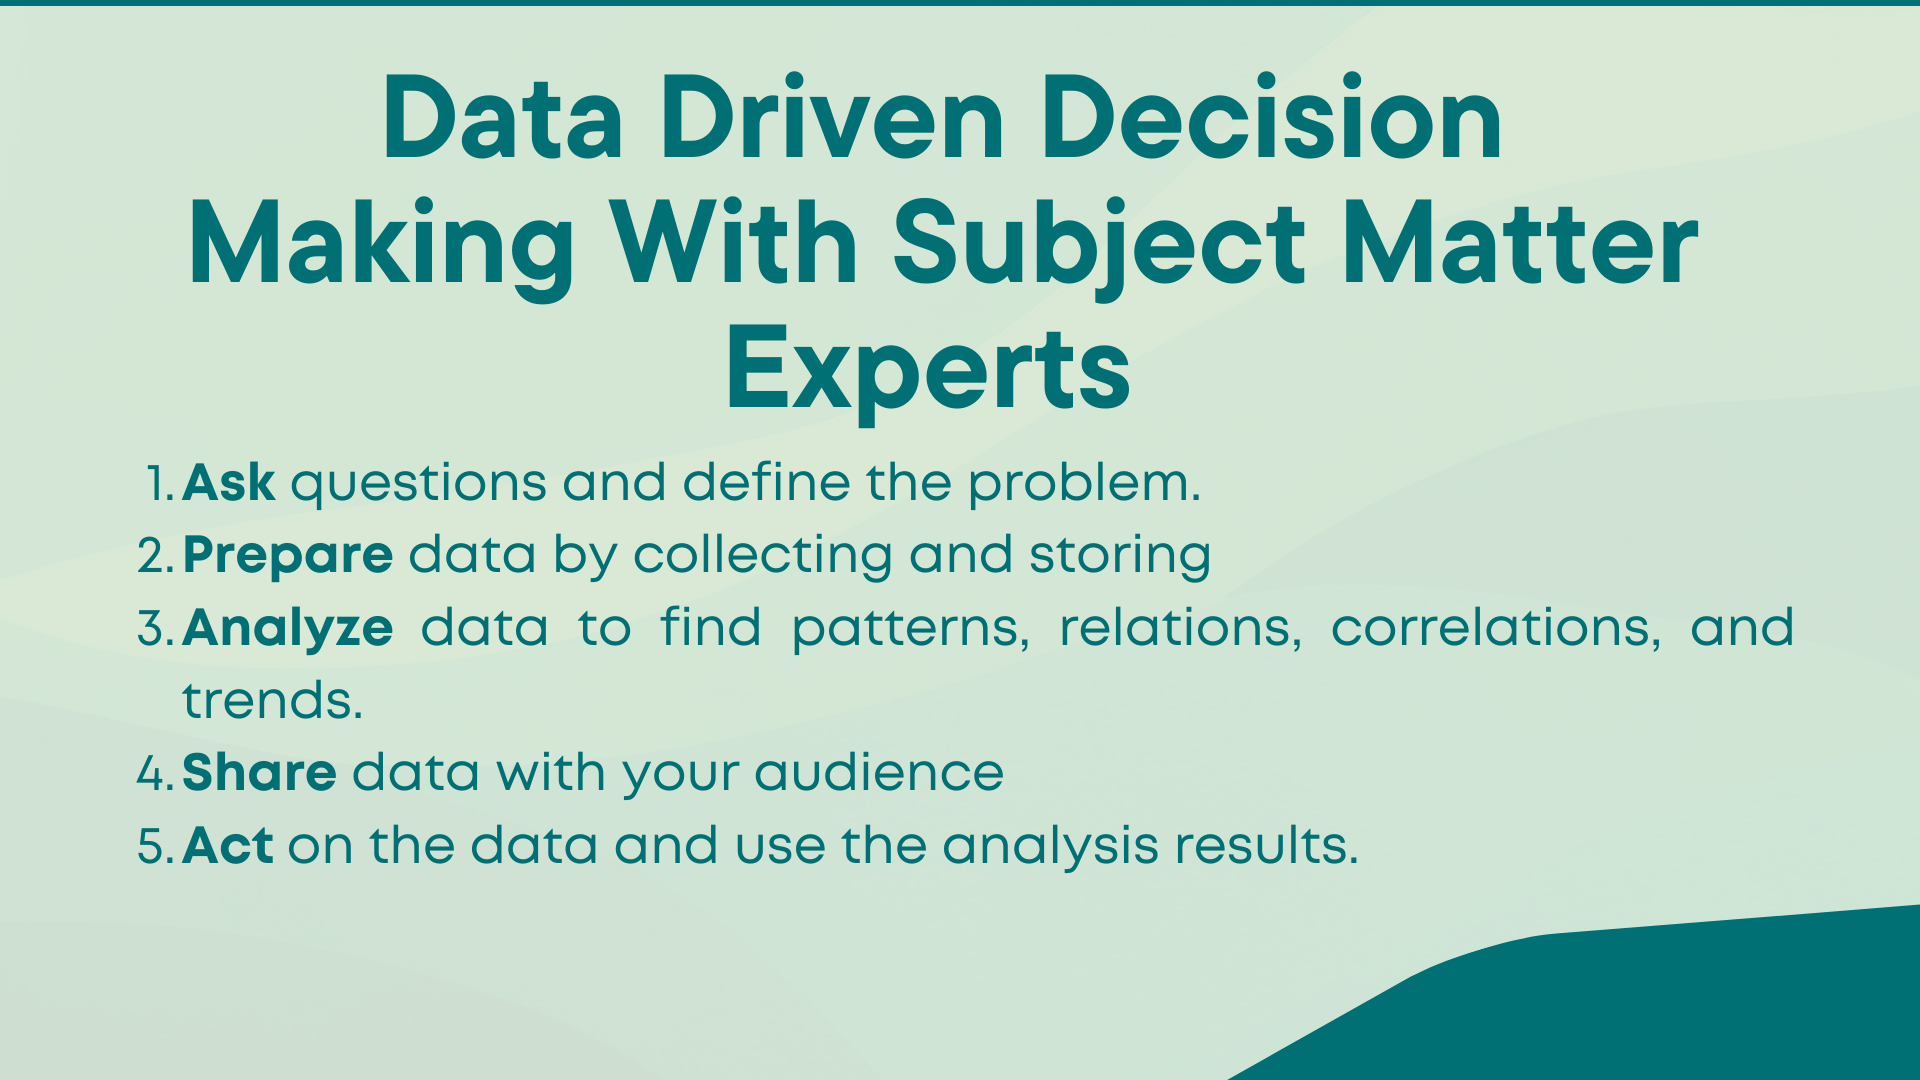 Data Driven Decision
Making With Subject Matter
Experts
1. Ask questions and define the problem.
2. Prepare data by collecting and storing
3. Analyze data to find patterns, relations, correlations, and
trends.
4. Share data with your audience
5. Act on the data and use the analysis results.